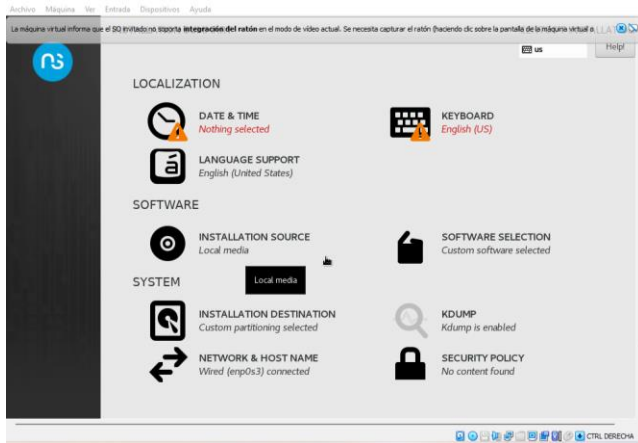 Archivo Máquina Ver Entrada Dispositivos Ayuda
La máquina virtual informa que el SO invitado no soporta integración del ratón en el modo de vídeo actual. Se necesita capturar el ratón (haciendo clic sobre la pantalla de la máquina virtual o
us
Help!
ns
LOCALIZATION
DATE & TIME
Nothing selected
KEYBOARD
English (US)
á
LANGUAGE SUPPORT
English (United States)
SOFTWARE
INSTALLATION SOURCE
Local media
SOFTWARE SELECTION
Custom software selected
Local media
SYSTEM
INSTALLATION DESTINATION
Custom partitioning selected
KDUMP
Kdump is enabled
NETWORK & HOST NAME
Wired (enp0s3) connected
SECURITY POLICY
No content found
CTRL DERECHA